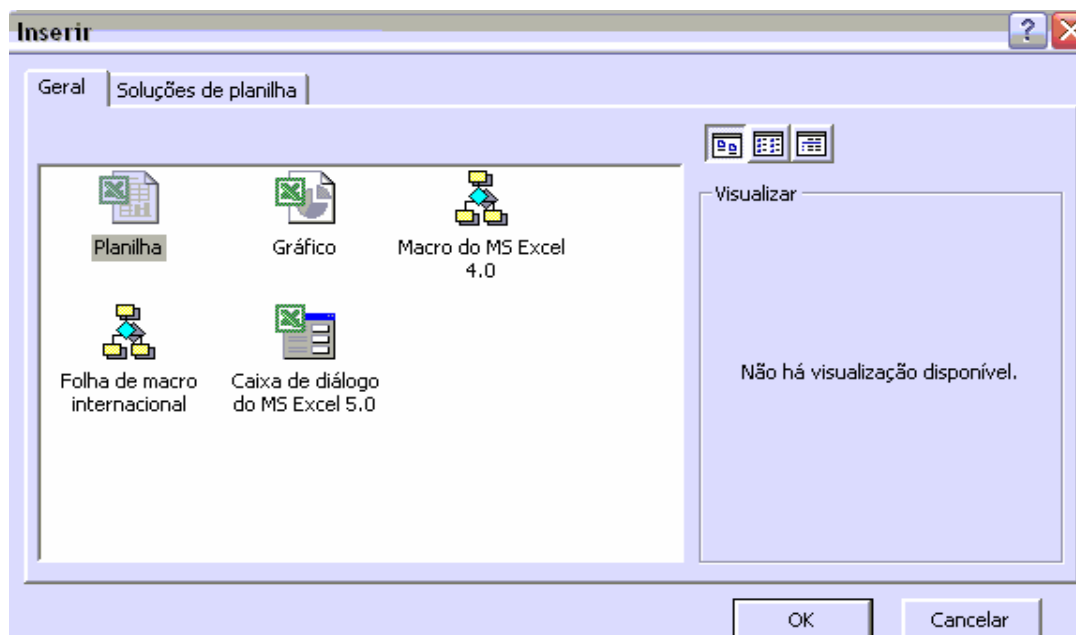 Inserir
?
Geral
Soluções de planilha
Planilha
Gráfico
Macro do MS Excel
4.0
Folha de macro
internacional
Caixa de diálogo
do MS Excel 5.0
Visualizar
Não há visualização disponível.
OK
Cancelar